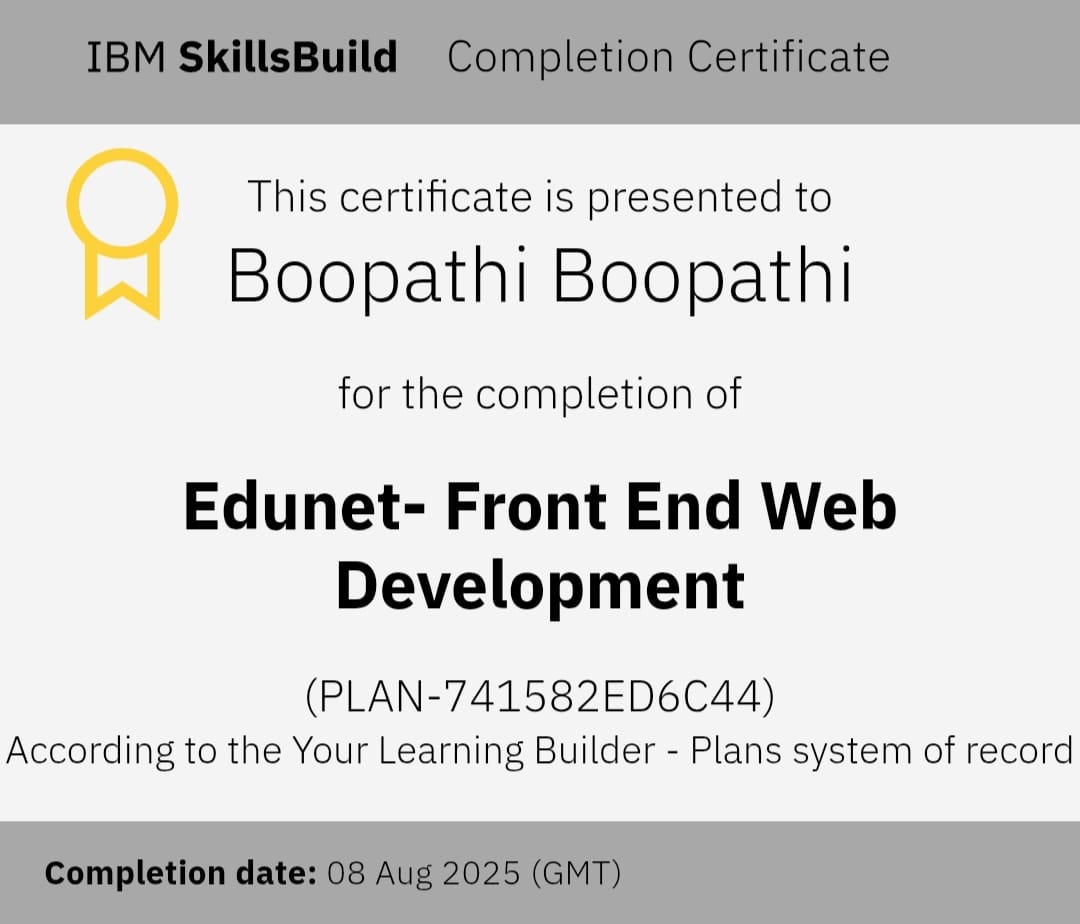 IBM SkillsBuild Completion Certificate
This certificate is presented to
Boopathi Boopathi
for the completion of
Edunet- Front End Web
Development
(PLAN-741582ED6C44)
According to the Your Learning Builder - Plans system of record
Completion date: 08 Aug 2025 (GMT)